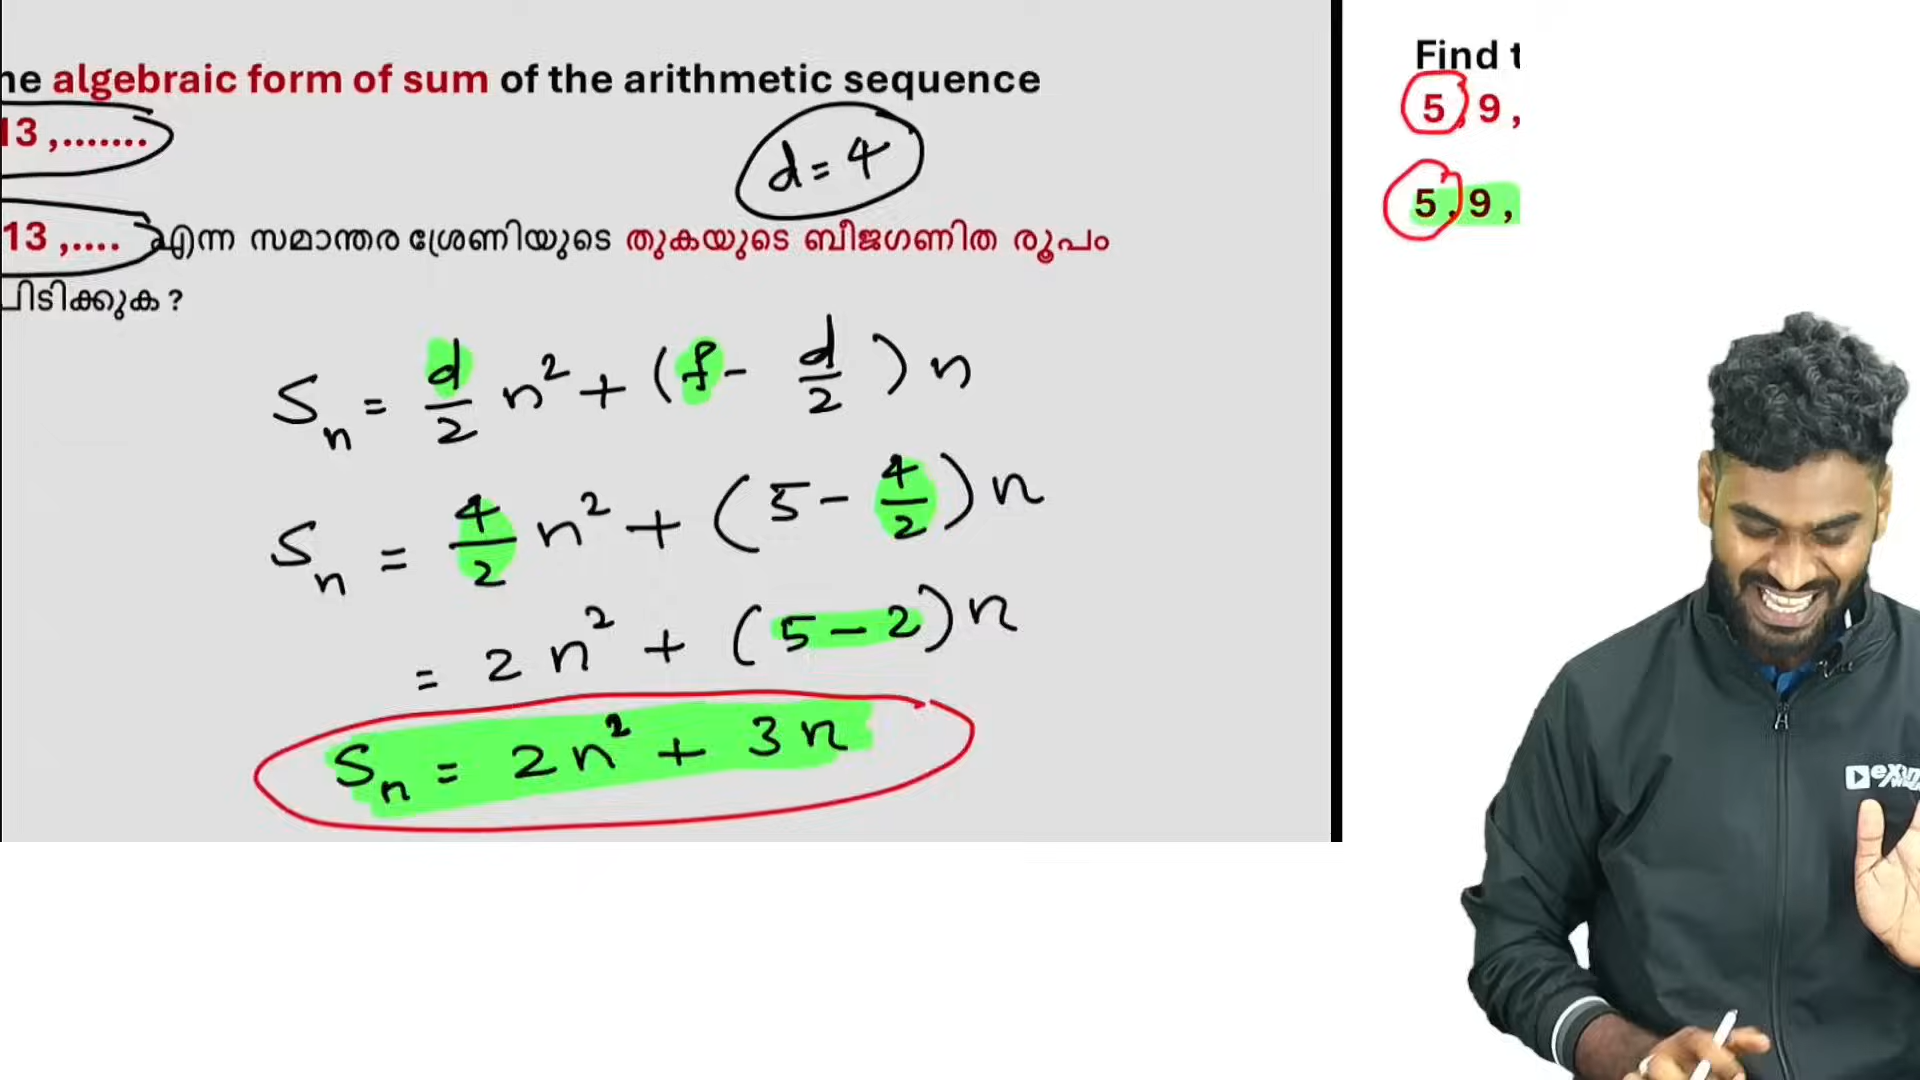 he algebraic form of sum of the arithmetic sequence
13 ,.......
d = 4
13 ,.... എന്ന സമാന്തര ശ്രേണിയുടെ തുകയുടെ ബീജഗണിത രൂപം
പിടിക്കുക ?
Sn = d/2 n² + (f - d/2) n
Sn = 4/2 n² + (5 - 4/2) n
= 2 n² + (5 - 2) n
Sn = 2n² + 3n
Find t
5, 9 ,
5, 9 ,